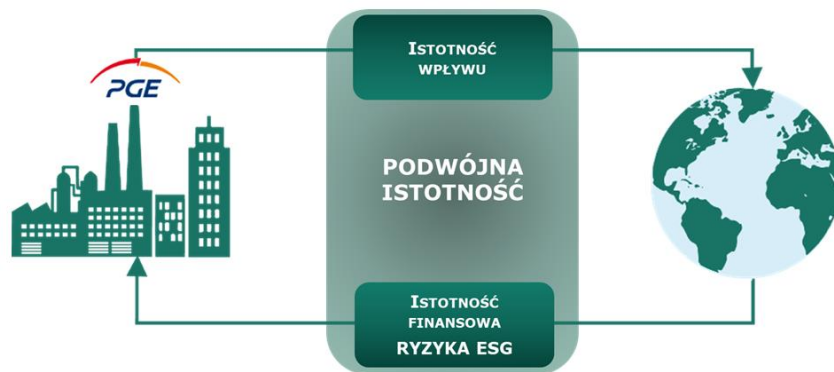 PGE
ISTOTNOŚĆ
WPŁYWU
PODWÓJNA
ISTOTNOŚĆ
ISTOTNOŚĆ
FINANSOWA
RYZYKA ESG